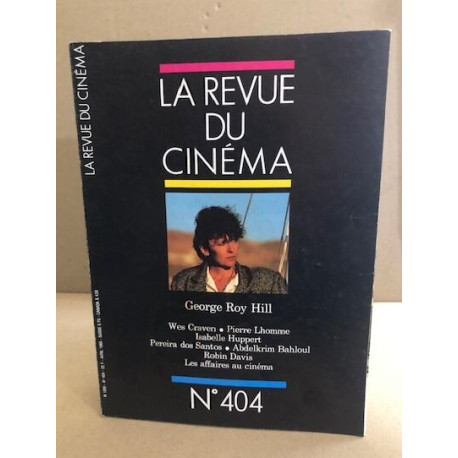 LA REVUE DU CINÉMA
LA REVUE
DU
CINÉMA
George Roy Hill
Wes Craven • Pierre Lhomme
Isabelle Huppert
Pereira dos Santos • Abdelkrim Bahloul
Robin Davis
Les affaires au cinéma
N° 404